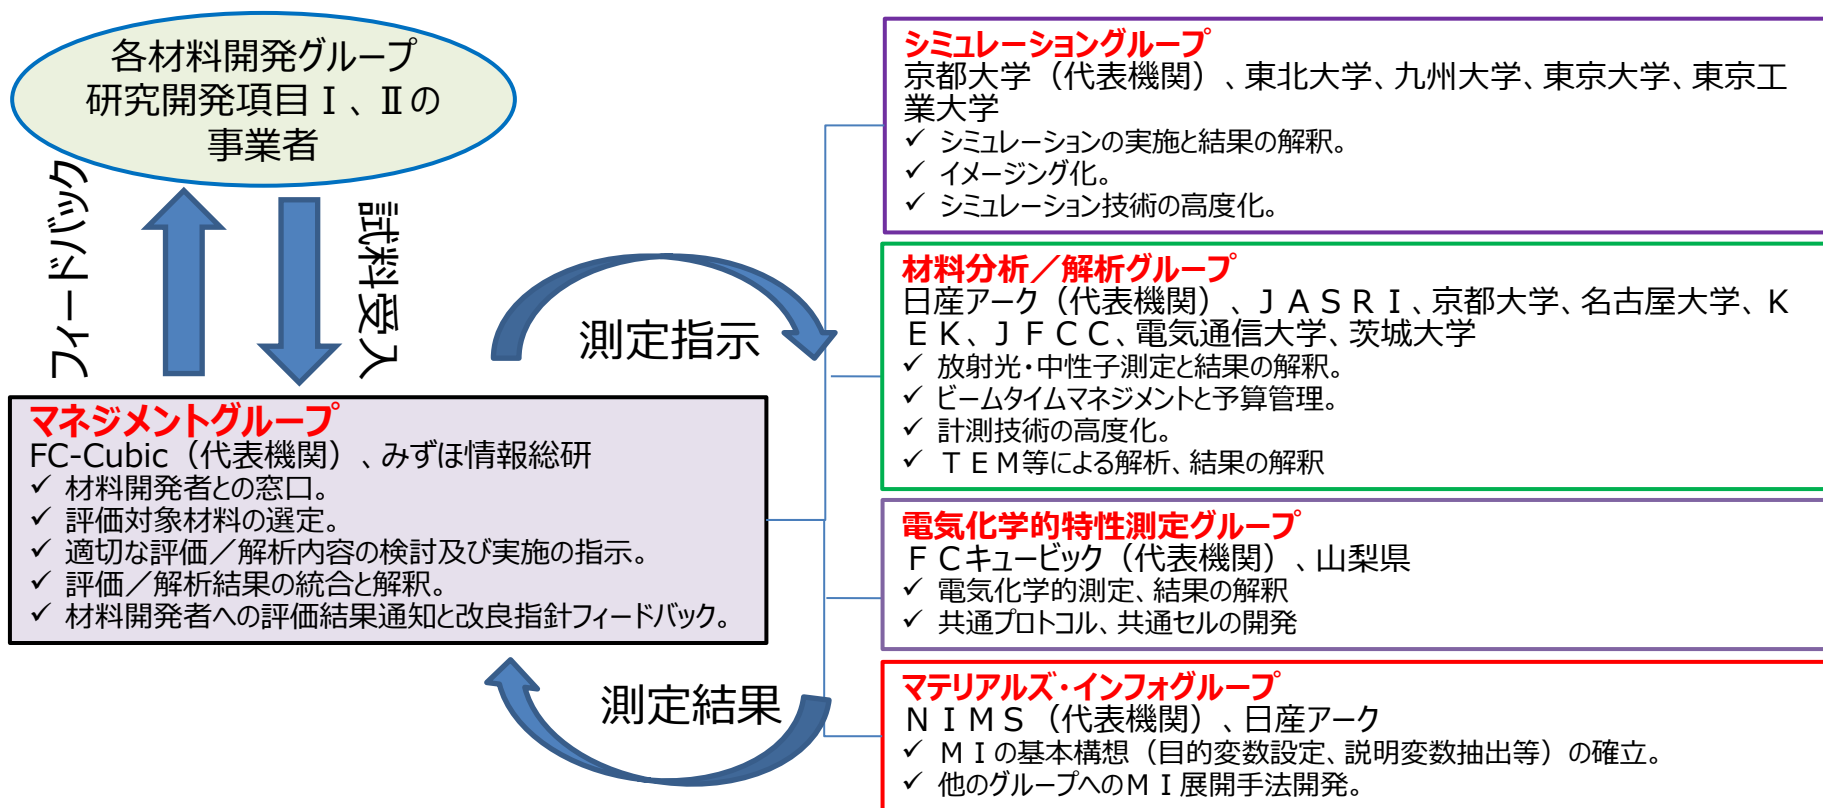 各材料開発グループ
研究開発項目Ⅰ、Ⅱの
事業者
フィードバック
試料受入
マネジメントグループ
FC-Cubic（代表機関）、みずほ情報総研
✓ 材料開発者との窓口。
✓ 評価対象材料の選定。
✓ 適切な評価／解析内容の検討及び実施の指示。
✓ 評価／解析結果の統合と解釈。
✓ 材料開発者への評価結果通知と改良指針フィードバック。
測定指示
測定結果
シミュレーショングループ
京都大学（代表機関）、東北大学、九州大学、東京大学、東京工
業大学
✓ シミュレーションの実施と結果の解釈。
✓ イメージング化。
✓ シミュレーション技術の高度化。
材料分析／解析グループ
日産アーク（代表機関）、ＪＡＳＲＩ、京都大学、名古屋大学、Ｋ
ＥＫ、ＪＦＣＣ、電気通信大学、茨城大学
✓ 放射光・中性子測定と結果の解釈。
✓ ビームタイムマネジメントと予算管理。
✓ 計測技術の高度化。
✓ ＴＥＭ等による解析、結果の解釈
電気化学的特性測定グループ
ＦＣキュービック（代表機関）、山梨県
✓ 電気化学的測定、結果の解釈
✓ 共通プロトコル、共通セルの開発
マテリアルズ・インフォグループ
ＮＩＭＳ（代表機関）、日産アーク
✓ ＭＩの基本構想（目的変数設定、説明変数抽出等）の確立。
✓ 他のグループへのＭＩ展開手法開発。